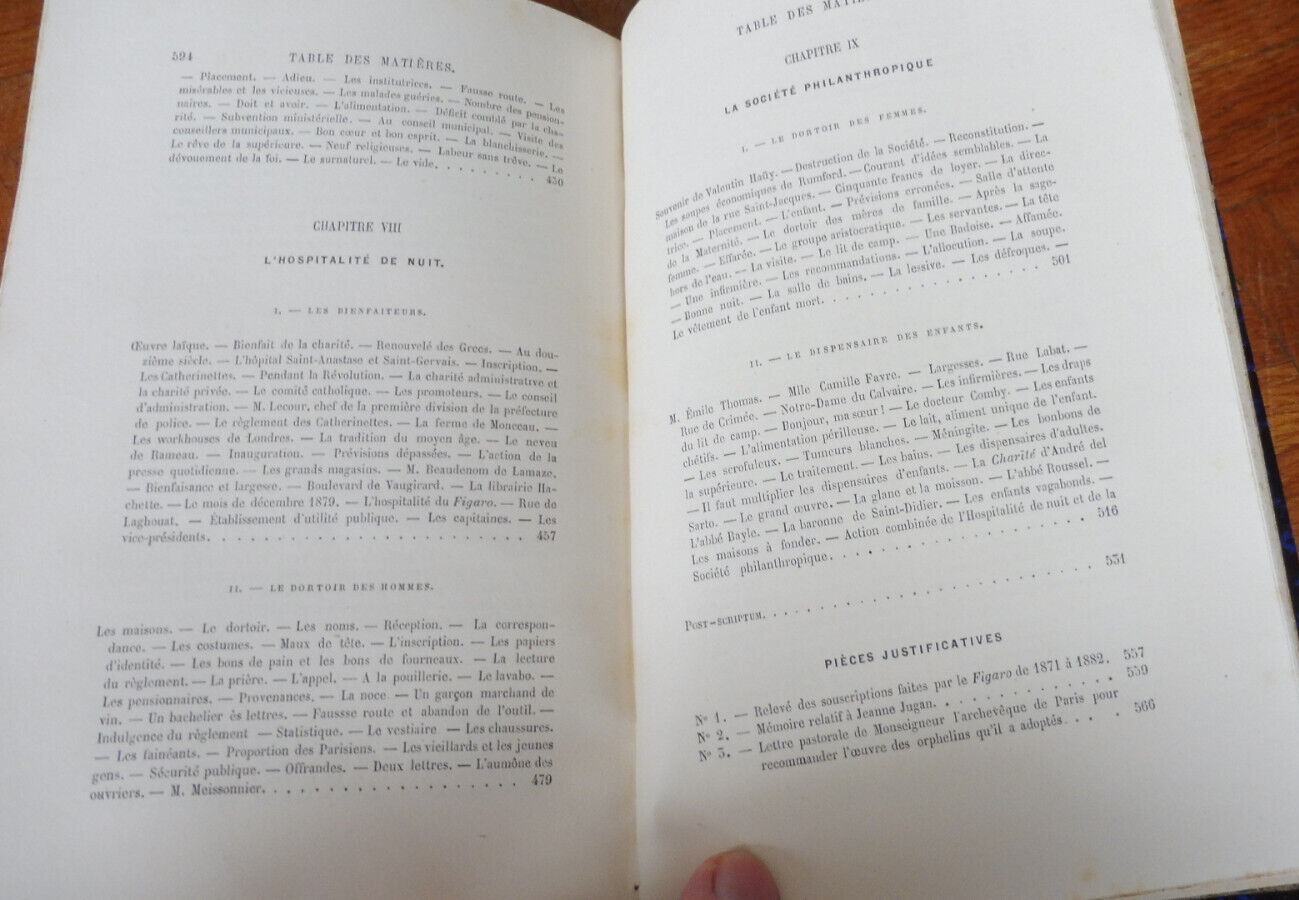 594 TABLE DES MATIÈRES.
— Placement. — Adieu. — Les institutrices. — Fausse route. — Les
misérables et les vicieuses. — Les malades guéries. — Nombre des pension-
naires. — Doit et avoir. — L'alimentation. — Déficit comblé par la cha-
rité. — Subvention ministérielle. — Au conseil municipal. — Visite des
conseillers municipaux. — Bon cœur et bon esprit. — La blanchisserie. —
Le rêve de la supérieure. — Neuf religieuses. — Labeur sans trêve. — Le
dévouement de la foi. — Le surnaturel. — Le vide. . . . . . . . . 430
CHAPITRE VIII
L'HOSPITALITÉ DE NUIT.
I. — LES BIENFAITEURS.
Œuvre laïque. — Bienfait de la charité. — Renouvelé des Grecs. — Au dou-
zième siècle. — L'hôpital Saint-Anastase et Saint-Gervais. — Inscription. —
Les Catherinettes. — Pendant la Révolution. — La charité administrative et
la charité privée. — Le comité catholique. — Les promoteurs. — Le conseil
d'administration. — M. Lecour, chef de la première division de la préfecture
de police. — Le règlement des Catherinettes. — La ferme de Monceau. —
Les workhouses de Londres. — La tradition du moyen âge. — Le neveu
de Rameau. — Inauguration. — Prévisions dépassées. — L'action de la
presse quotidienne. — Les grands magasins. — M. Beaudenom de Lamaze.
— Bienfaisance et largesse. — Boulevard de Vaugirard. — La librairie Ha-
chette. — Le mois de décembre 1879. — L'hospitalité du Figaro. — Rue de
Laghouat. — Établissement d'utilité publique. — Les capitaines. — Les
vice-présidents. . . . . . . . . . . . . . . . . . . . . . . . 457
II. — LE DORTOIR DES HOMMES.
Les maisons. — Le dortoir. — Les noms. — Réception. — La correspon-
dance. — Les costumes. — Maux de tête. — L'inscription. — Les papiers
d'identité. — Les bons de pain et les bons de fourneaux. — La lecture
du règlement. — La prière. — L'appel. — A la pouillerie. — Le lavabo. —
Les pensionnaires. — Provenances. — La noce. — Un garçon marchand de
vin. — Un bachelier ès lettres. — Faussse route et abandon de l'outil. —
Indulgence du règlement — Statistique. — Le vestiaire — Les chaussures.
— Les fainéants. — Proportion des Parisiens. — Les vieillards et les jeunes
gens. — Sécurité publique. — Offrandes. — Deux lettres. — L'aumône des
ouvriers. — M. Meissonnier. . . . . . . . . . . . . . . . . . . 479
TABLE DES MATIÈ
CHAPITRE IX
LA SOCIÉTÉ PHILANTHROPIQUE
I. — LE DORTOIR DES FEMMES.
Souvenir de Valentin Haüy. — Destruction de la Société. — Reconstitution. —
Les soupes économiques de Rumford. — Courant d'idées semblables. — La
maison de la rue Saint-Jacques. — Cinquante francs de loyer. — La direc-
trice. — Placement. — L'enfant. — Prévisions erronées. — Salle d'attente
de la Maternité. — Le dortoir des mères de famille. — Après la sage-
femme. — Effarée. — Le groupe aristocratique. — Les servantes. — La tête
hors de l'eau. — La visite. — Le lit de camp. — Une Badoise. — Affamée.
— Une infirmière. — Les recommandations. — L'allocution. — La soupe.
— Bonne nuit. — La salle de bains. — La lessive. — Les défroques. —
Le vêtement de l'enfant mort. . . . . . . . . . . . . . . . . 501
II. — LE DISPENSAIRE DES ENFANTS.
M. Émile Thomas. — Mlle Camille Favre. — Largesses. — Rue Labat. —
Rue de Crimée. — Notre-Dame du Calvaire. — Les infirmières. — Les draps
du lit de camp. — Bonjour, ma sœur ! — Le docteur Comby. — Les enfants
chétifs. — L'alimentation périlleuse. — Le lait, aliment unique de l'enfant.
— Les scrofuleux. — Tumeurs blanches. — Méningite. — Les bonbons de
la supérieure. — Le traitement. — Les bains. — Les dispensaires d'adultes.
— Il faut multiplier les dispensaires d'enfants. — La Charité d'André del
Sarto. — Le grand œuvre. — La glane et la moisson. — L'abbé Roussel. —
L'abbé Bayle. — La baronne de Saint-Didier. — Les enfants vagabonds. —
Les maisons à fonder. — Action combinée de l'Hospitalité de nuit et de la
Société philanthropique. . . . . . . . . . . . . . . . . . . 516
POST-SCRIPTUM. . . . . . . . . . . . . . . . . . . . . . . . 551
PIÈCES JUSTIFICATIVES
Nº 1. — Relevé des souscriptions faites par le Figaro de 1871 à 1882. 557
Nº 2. — Mémoire relatif à Jeanne Jugan. . . . . . . . . . . . 559
Nº 3. — Lettre pastorale de Monseigneur l'archevêque de Paris pour
recommander l'œuvre des orphelins qu'il a adoptés. . . . 566